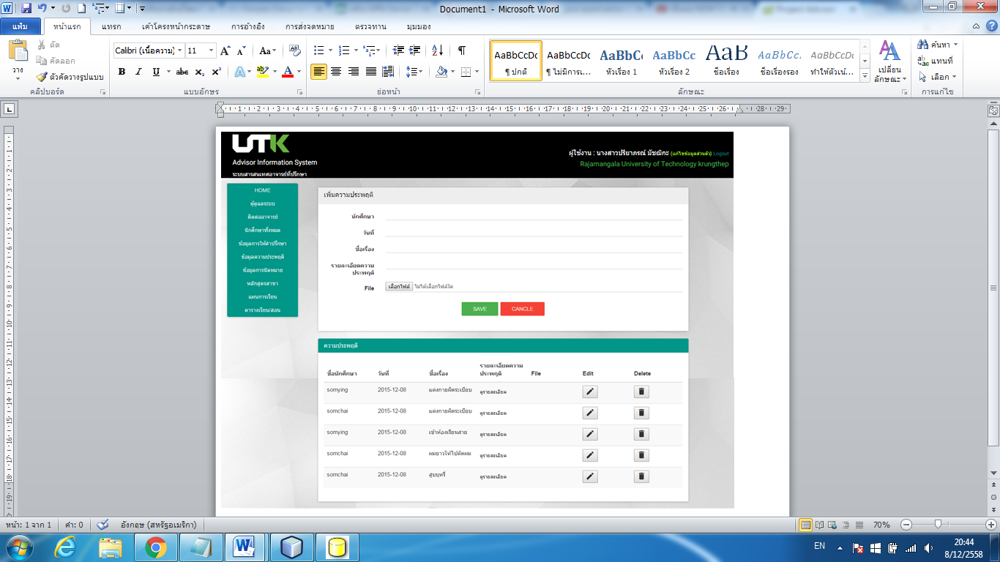 Document1 - Microsoft Word
แฟ้ม หน้าแรก แทรก เค้าโครงหน้ากระดาษ การอ้างอิง การส่งจดหมาย ตรวจทาน มุมมอง
วาง
ตัด
คัดลอก
ตัวคัดวางรูปแบบ
คลิปบอร์ด
Calibri (เนื้อความ) 11
B I U abc x₂ x²
แบบอักษร
ย่อหน้า
AaBbCcDc AaBbCcDc AaBbC AaBbCc AaB AaBbCc AaBbCcDc
¶ ปกติ ¶ ไม่มีการเ... หัวเรื่อง 1 หัวเรื่อง 2 ชื่อเรื่อง ชื่อเรื่องรอง ทำให้ตัวเน้...
ลักษณะ
เปลี่ยน
ลักษณะ
ค้นหา
แทนที่
เลือก
การแก้ไข
UTK
Advisor Information System
ระบบสารสนเทศอาจารย์ที่ปรึกษา
ผู้ใช้งาน : นางสาวปริยาภรณ์ มัชฌิกะ (แก้ไขข้อมูลส่วนตัว) Logout
Rajamangala University of Technology krungthep
HOME
ผู้ดูแลระบบ
ติดต่ออาจารย์
นักศึกษาทั้งหมด
ข้อมูลการให้คำปรึกษา
ข้อมูลความประพฤติ
ข้อมูลการนัดหมาย
หลักสูตรสาขา
แผนการเรียน
ตารางเรียน/สอน
เพิ่มความประพฤติ
นักศึกษา
วันที่
ชื่อเรื่อง
รายละเอียดความ
ประพฤติ
File เลือกไฟล์ ไม่ได้เลือกไฟล์ใด
SAVE CANCLE
ความประพฤติ
ชื่อนักศึกษา วันที่ ชื่อเรื่อง รายละเอียดความประพฤติ File Edit Delete
somying 2015-12-08 แต่งกายผิดระเบียบ ดูรายละเอียด
somchai 2015-12-08 แต่งกายผิดระเบียบ ดูรายละเอียด
somying 2015-12-08 เข้าห้องเรียนสาย ดูรายละเอียด
somchai 2015-12-08 ผมยาวให้ไปตัดผม ดูรายละเอียด
somchai 2015-12-08 สูบบุหรี่ ดูรายละเอียด
หน้า: 1 จาก 1 คำ: 0 อังกฤษ (สหรัฐอเมริกา) 70%
EN 20:44
8/12/2558